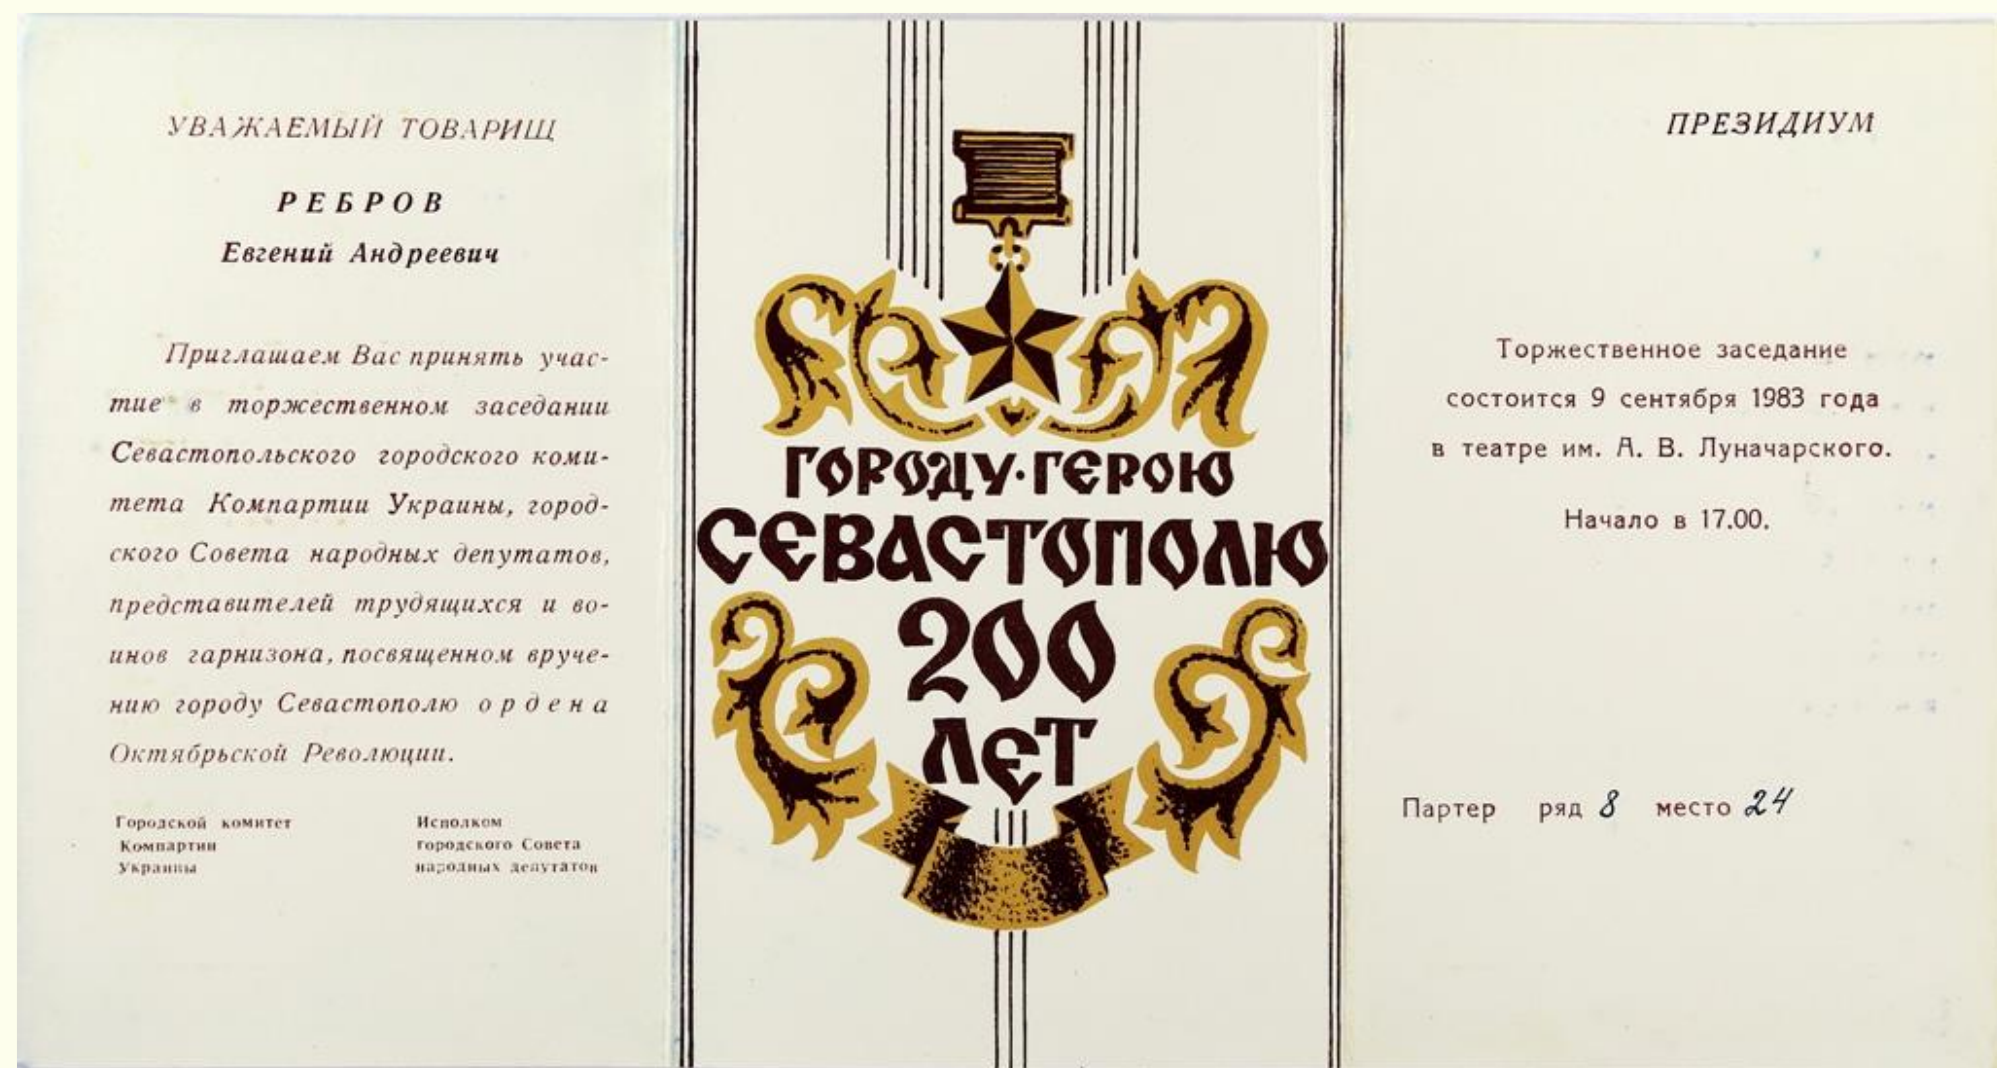 УВАЖАЕМЫЙ ТОВАРИЩ
РЕБРОВ
Евгений Андреевич
Приглашаем Вас принять учас-
тие в торжественном заседании
Севастопольского городского коми-
тета Компартии Украины, город-
ского Совета народных депутатов,
представителей трудящихся и во-
инов гарнизона, посвященном вруче-
нию городу Севастополю ордена
Октябрьской Революции.
Городской комитет
Компартии
Украины
Исполком
городского Совета
народных депутатов
ГОРОДУ·ГЕРОЮ
СЕВАСТОПОЛЮ
200
ЛЕТ
ПРЕЗИДИУМ
Торжественное заседание
состоится 9 сентября 1983 года
в театре им. А. В. Луначарского.
Начало в 17.00.
Партер ряд 8 место 24